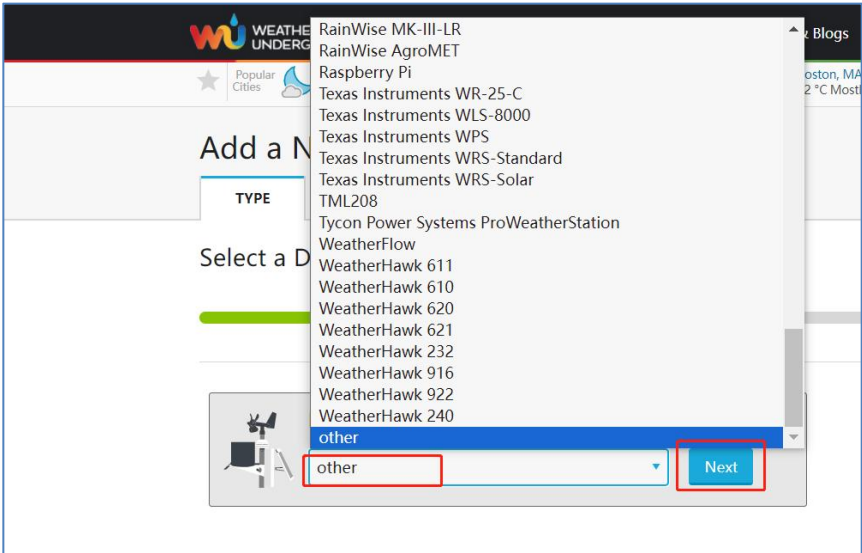 WEATHE
UNDERG
& Blogs
Popular
Cities
oston, MA
2 °C Mostl
Add a N
TYPE
Select a D
RainWise MK-III-LR
RainWise AgroMET
Raspberry Pi
Texas Instruments WR-25-C
Texas Instruments WLS-8000
Texas Instruments WPS
Texas Instruments WRS-Standard
Texas Instruments WRS-Solar
TML208
Tycon Power Systems ProWeatherStation
WeatherFlow
WeatherHawk 611
WeatherHawk 610
WeatherHawk 620
WeatherHawk 621
WeatherHawk 232
WeatherHawk 916
WeatherHawk 922
WeatherHawk 240
other
other
Next